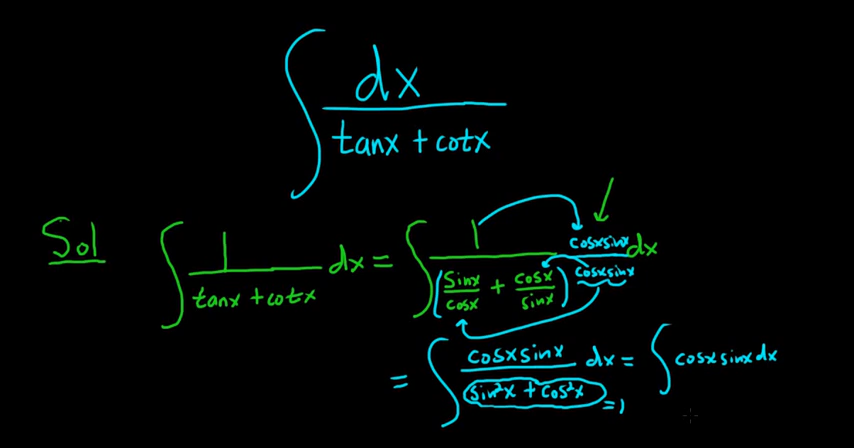 ∫ dx / (tanx + cotx)
Sol ∫ 1 / (tanx + cotx) dx = ∫ 1 / (sinx/cosx + cosx/sinx) cosxsinx / cosxsinx dx
= ∫ cosxsinx / (sin²x + cos²x) =1 dx = ∫ cosxsinx dx